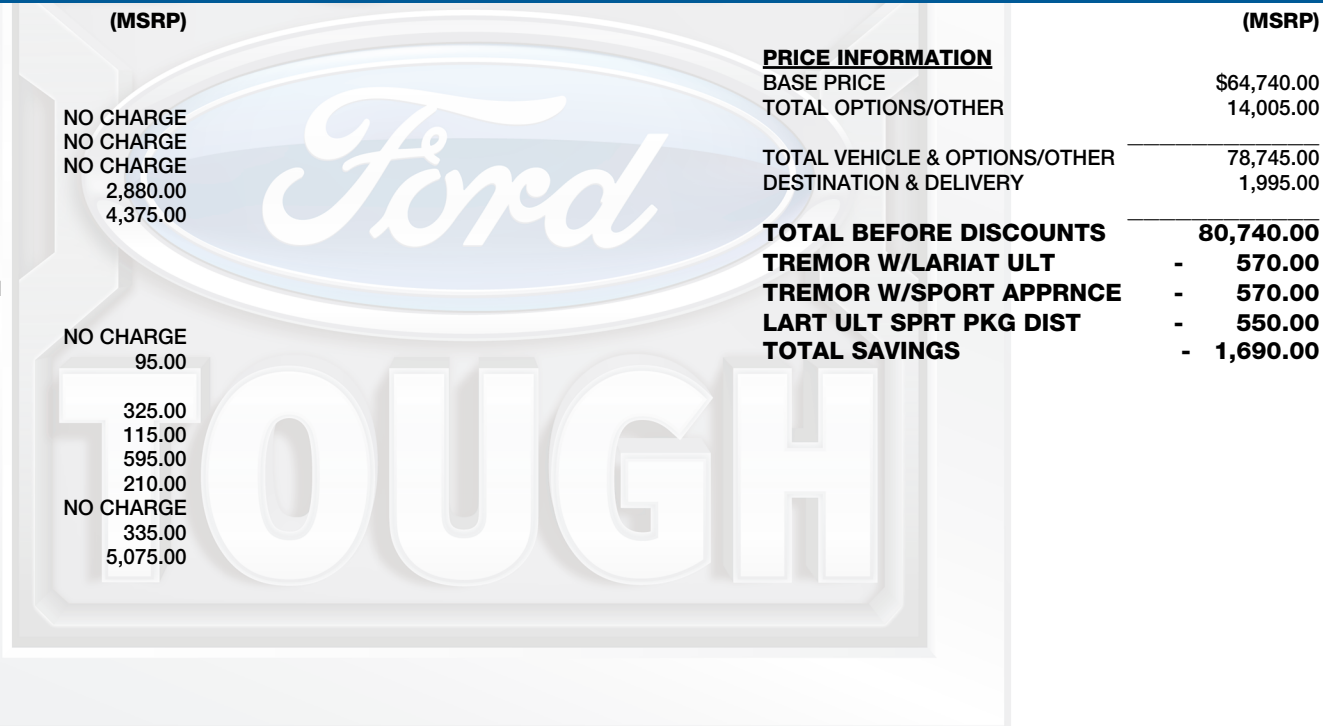 (MSRP)
NO CHARGE
NO CHARGE
NO CHARGE
2,880.00
4,375.00
NO CHARGE
95.00
325.00
115.00
595.00
210.00
NO CHARGE
335.00
5,075.00
Ford
TOUGH
(MSRP)
PRICE INFORMATION
BASE PRICE $64,740.00
TOTAL OPTIONS/OTHER 14,005.00
TOTAL VEHICLE & OPTIONS/OTHER 78,745.00
DESTINATION & DELIVERY 1,995.00
TOTAL BEFORE DISCOUNTS 80,740.00
TREMOR W/LARIAT ULT - 570.00
TREMOR W/SPORT APPRNCE - 570.00
LART ULT SPRT PKG DIST - 550.00
TOTAL SAVINGS - 1,690.00